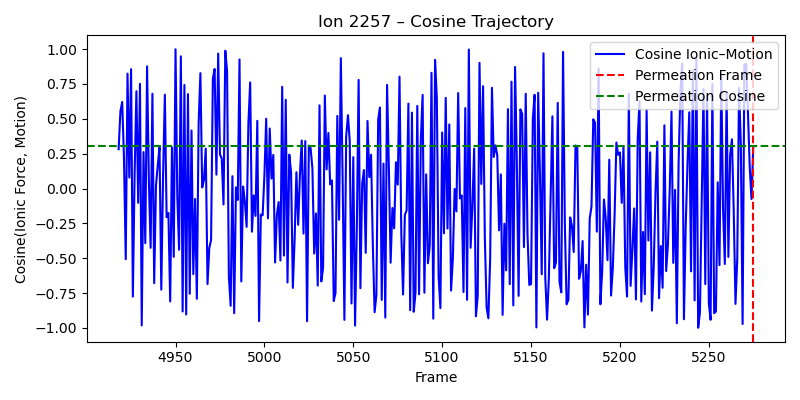 Ion 2257 – Cosine Trajectory
Cosine(Ionic Force, Motion)
1.00
0.75
0.50
0.25
0.00
−0.25
−0.50
−0.75
−1.00
Cosine Ionic–Motion
Permeation Frame
Permeation Cosine
4950
5000
5050
5100
5150
5200
5250
Frame